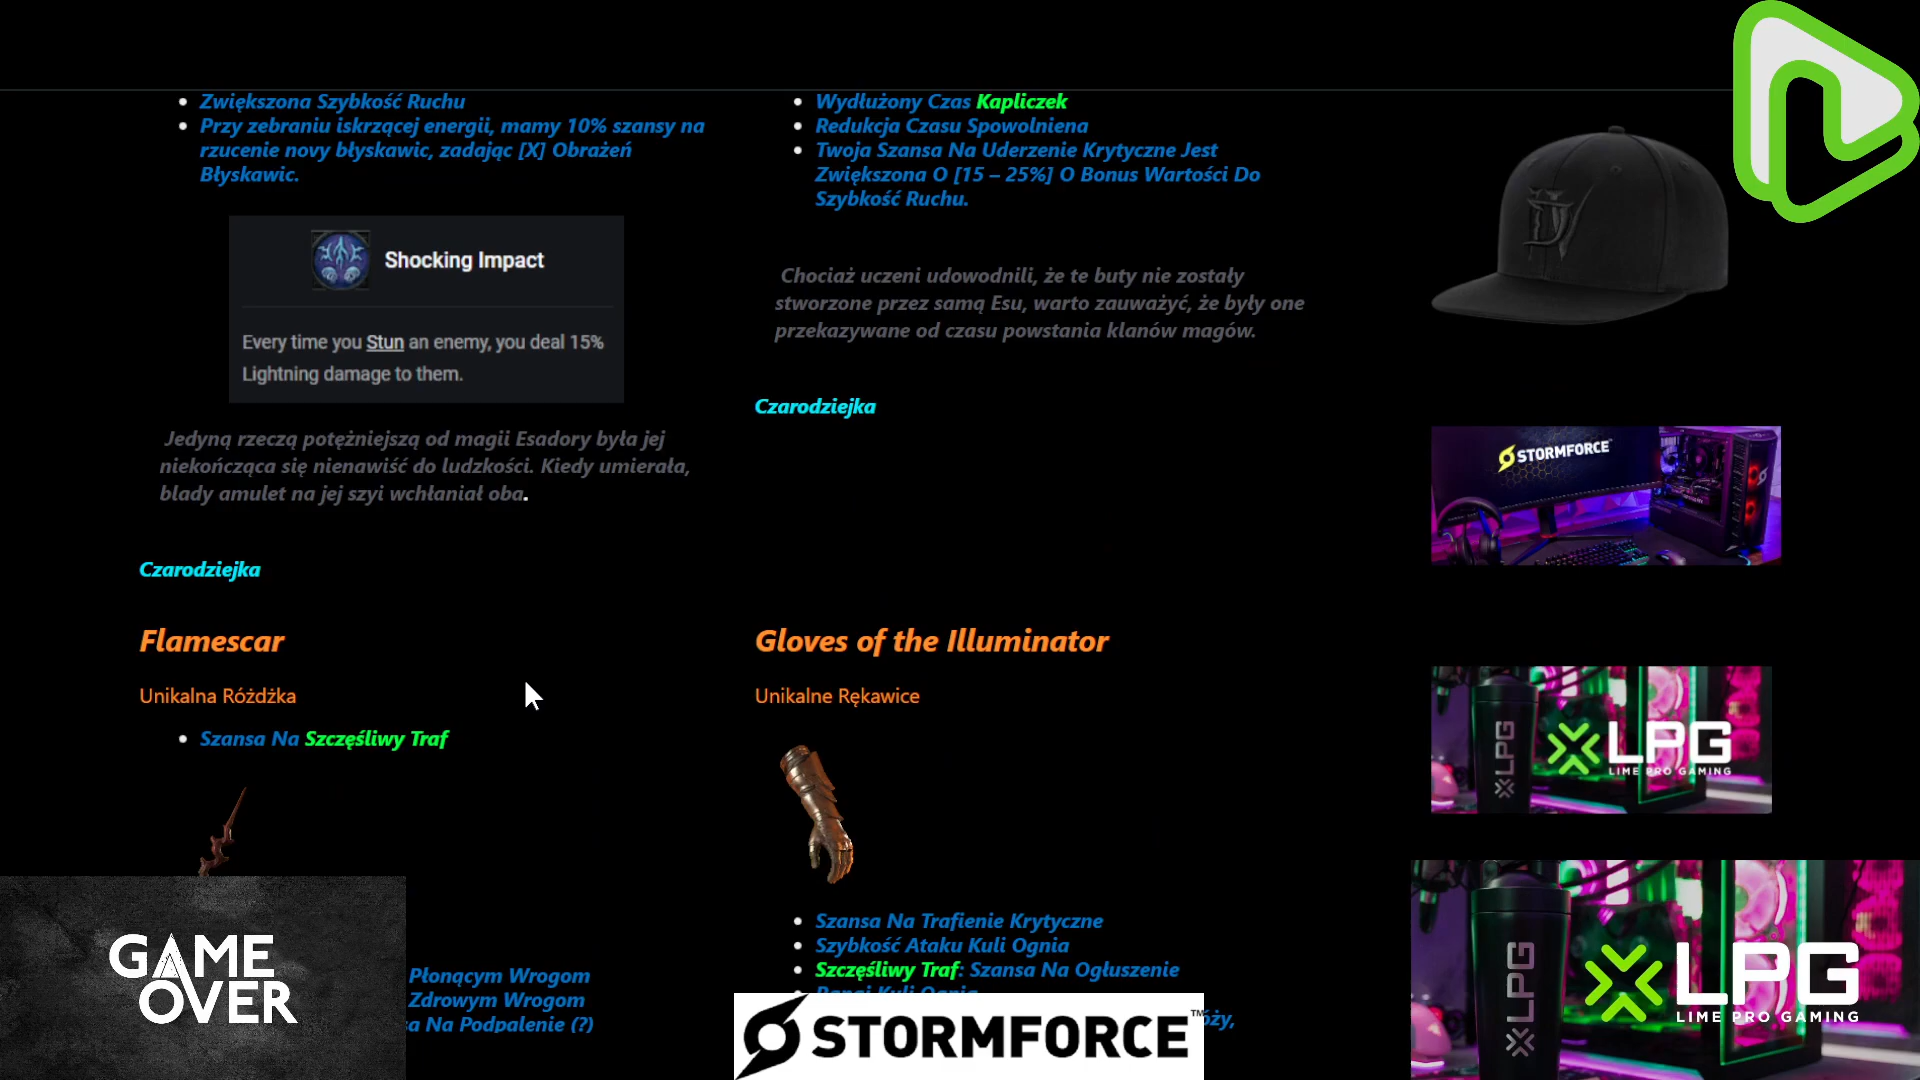 Zwiększona Szybkość Ruchu
Przy zebraniu iskrzącej energii, mamy 10% szansy na
rzucenie novy błyskawic, zadając [X] Obrażeń
Błyskawic.
Shocking Impact
Every time you Stun an enemy, you deal 15%
Lightning damage to them.
Jedyną rzeczą potężniejszą od magii Esadory była jej
niekończąca się nienawiść do ludzkości. Kiedy umierała,
blady amulet na jej szyi wchłaniał oba.
Czarodziejka
Flamescar
Unikalna Różdżka
Szansa Na Szczęśliwy Traf
Płonącym Wrogom
Zdrowym Wrogom
a Na Podpalenie (?)
GAME
OVER
Wydłużony Czas Kapliczek
Redukcja Czasu Spowolniena
Twoja Szansa Na Uderzenie Krytyczne Jest
Zwiększona O [15 – 25%] O Bonus Wartości Do
Szybkość Ruchu.
Chociaż uczeni udowodnili, że te buty nie zostały
stworzone przez samą Esu, warto zauważyć, że były one
przekazywane od czasu powstania klanów magów.
Czarodziejka
Gloves of the Illuminator
Unikalne Rękawice
Szansa Na Trafienie Krytyczne
Szybkość Ataku Kuli Ognia
Szczęśliwy Traf: Szansa Na Ogłuszenie
Rangi Kuli Ognia
óży,
STORMFORCE™
STORMFORCE
LPG
LPG
LIME PRO GAMING
LPG
LPG
LIME PRO GAMING